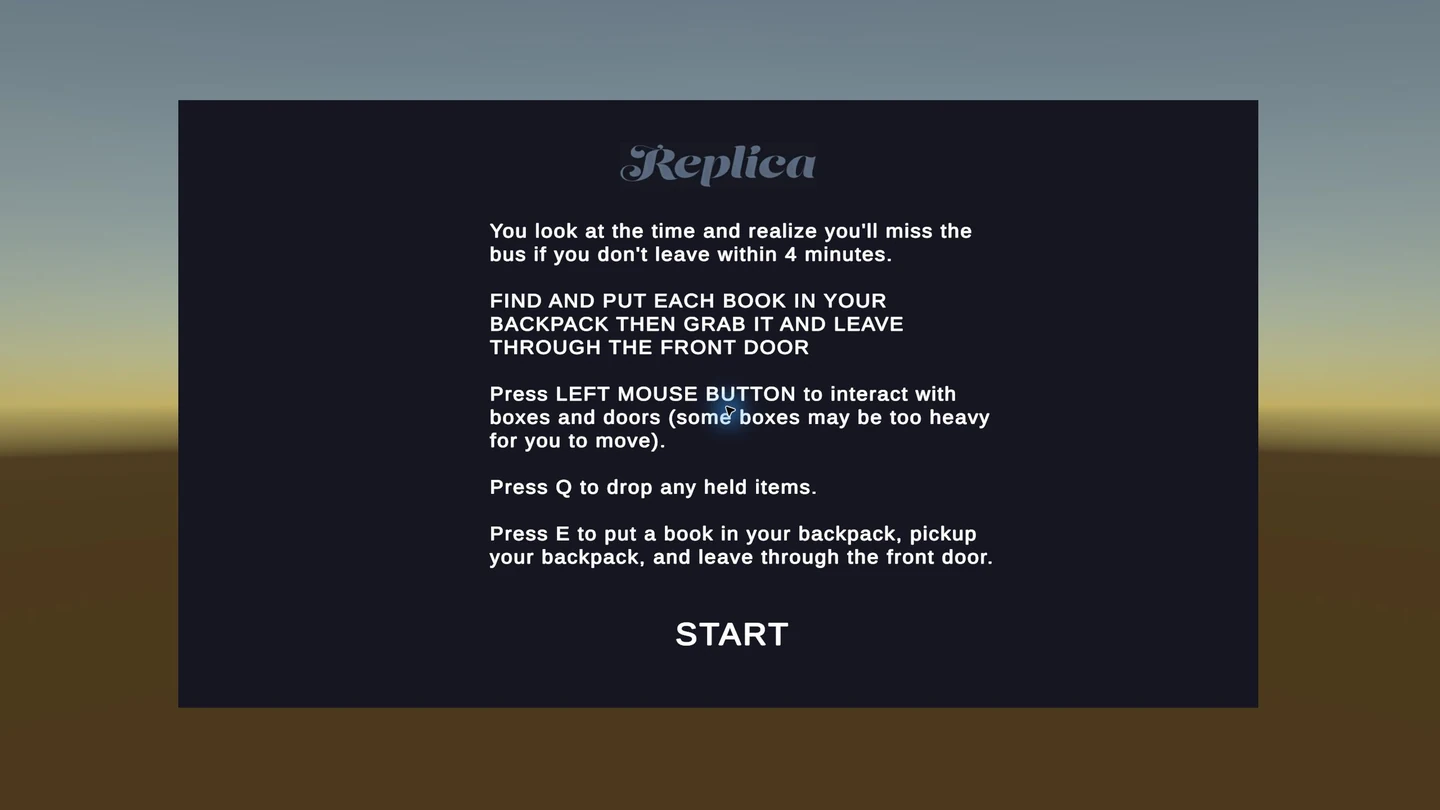 Replica
You look at the time and realize you'll miss the
bus if you don't leave within 4 minutes.
FIND AND PUT EACH BOOK IN YOUR
BACKPACK THEN GRAB IT AND LEAVE
THROUGH THE FRONT DOOR
Press LEFT MOUSE BUTTON to interact with
boxes and doors (some boxes may be too heavy
for you to move).
Press Q to drop any held items.
Press E to put a book in your backpack, pickup
your backpack, and leave through the front door.
START